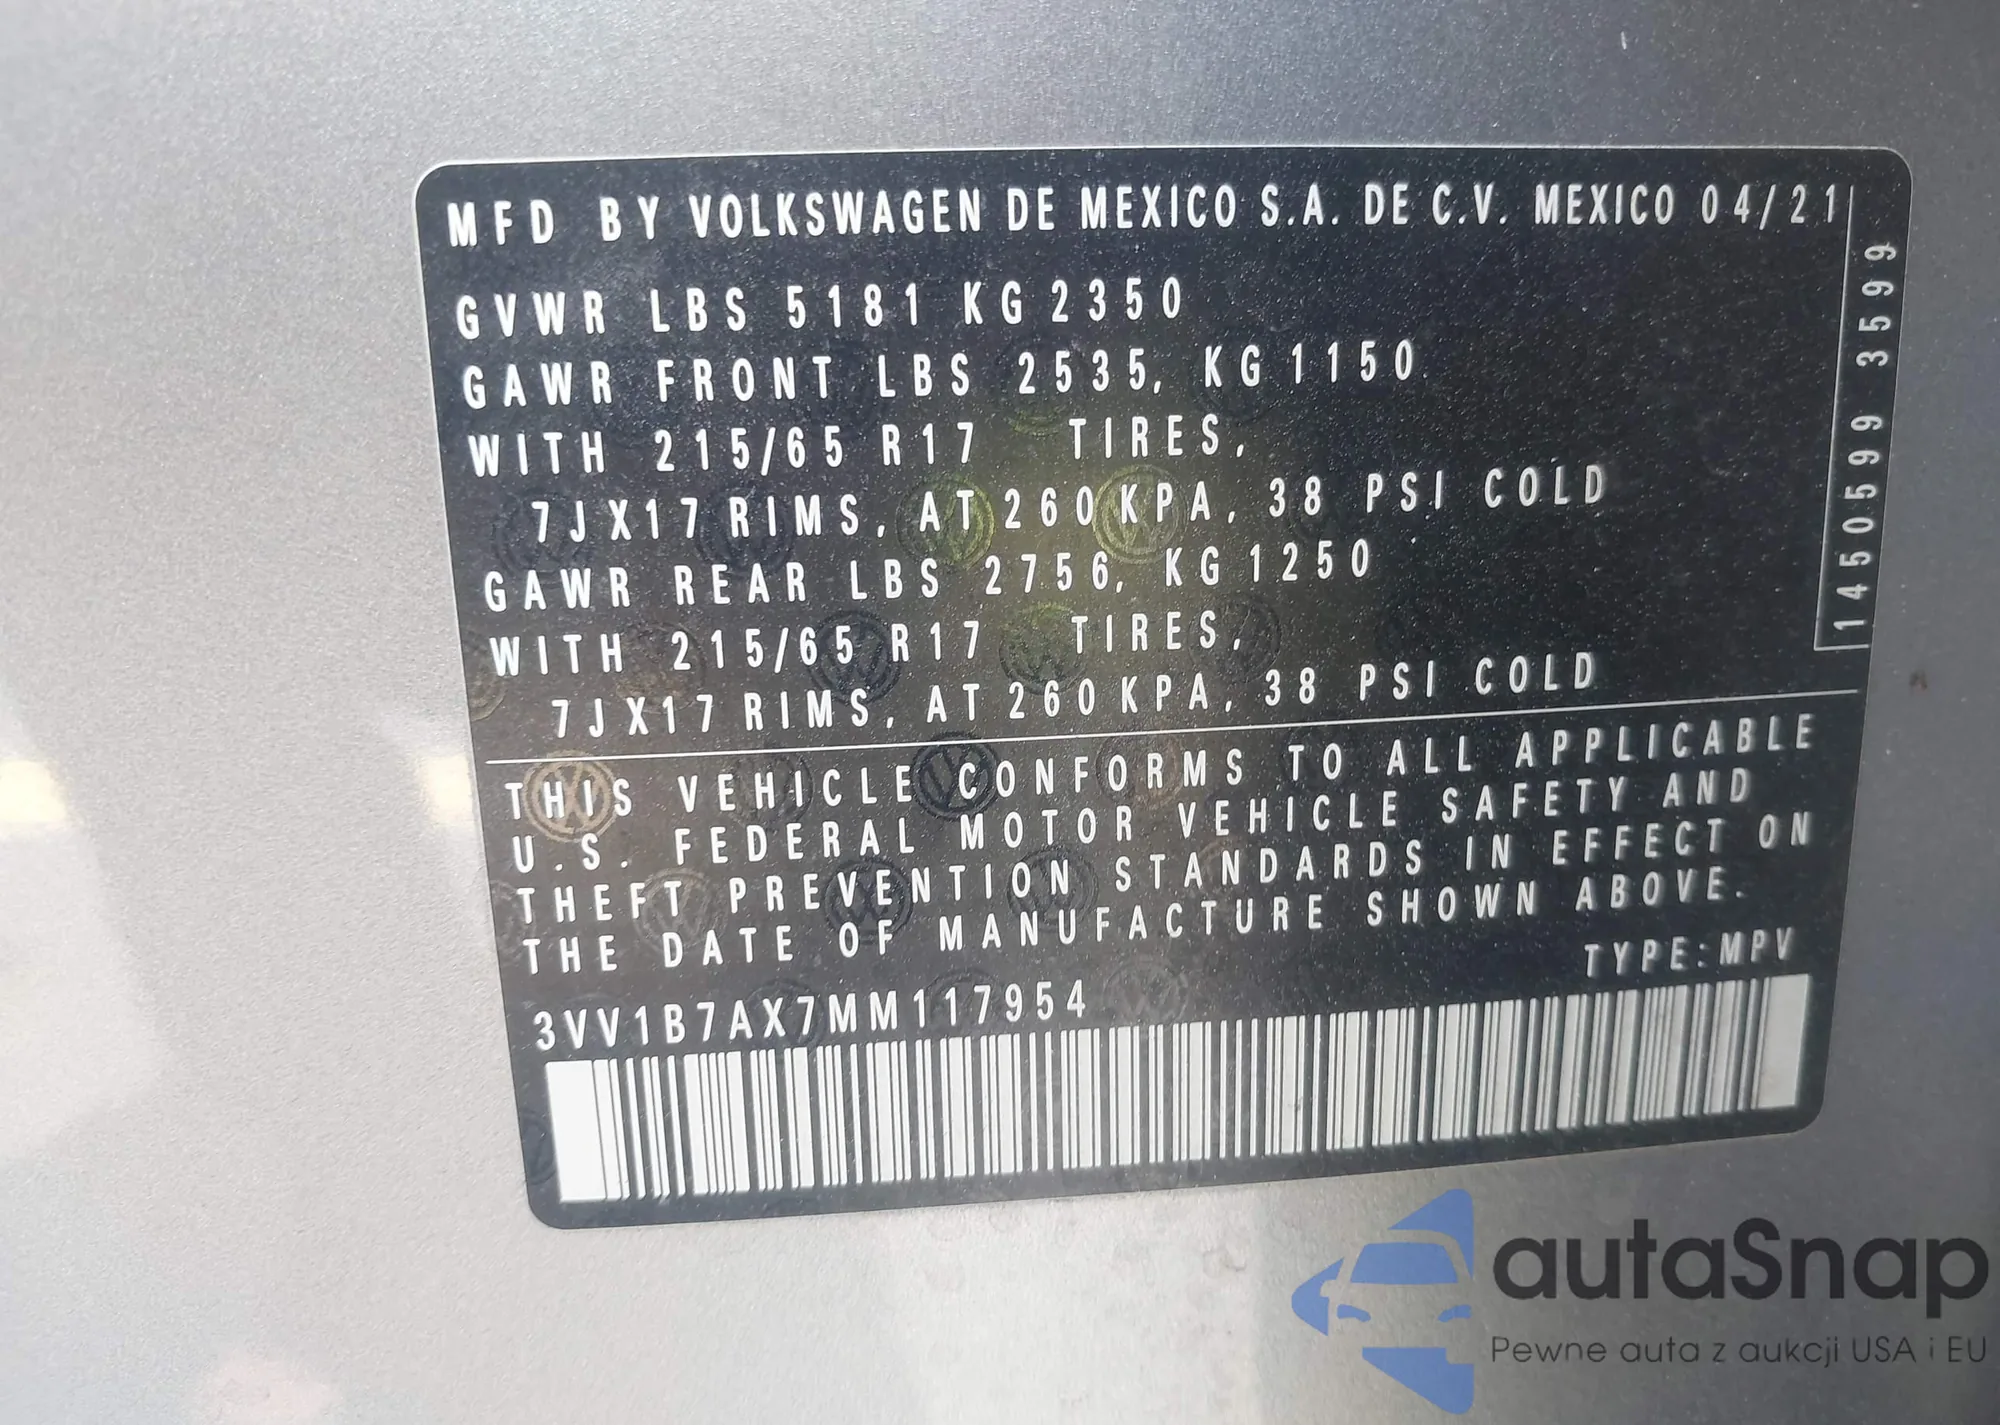 MFD BY VOLKSWAGEN DE MEXICO S.A. DE C.V. MEXICO 04/21
GVWR LBS 5181 KG 2350
GAWR FRONT LBS 2535, KG 1150
WITH 215/65 R17 TIRES,
7JX17 RIMS, AT 260 KPA, 38 PSI COLD
GAWR REAR LBS 2756, KG 1250
WITH 215/65 R17 TIRES,
7JX17 RIMS, AT 260 KPA, 38 PSI COLD
1450599 3599
THIS VEHICLE CONFORMS TO ALL APPLICABLE
U.S. FEDERAL MOTOR VEHICLE SAFETY AND
THEFT PREVENTION STANDARDS IN EFFECT ON
THE DATE OF MANUFACTURE SHOWN ABOVE.
TYPE:MPV
3VV1B7AX7MM117954
autaSnap
Pewne auta z aukcji USA i EU